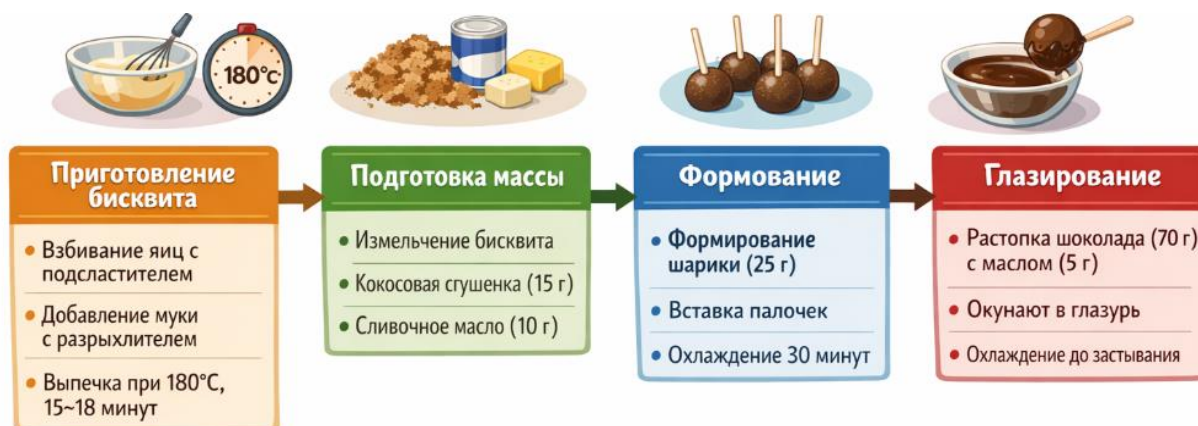 180°c
Приготовление
бисквита
• Взбивание яиц с
подсластителем
• Добавление муки
с разрыхлителем
• Выпечка при 180°C,
15~18 минут
Подготовка массы
• Измельчение бисквита
• Кокосовая сгушенка (15 г)
• Сливочное масло (10 г)
Формование
• Формирование
шарики (25 г)
• Вставка палочек
• Охлаждение 30 минут
Глазирование
• Растопка шоколада (70 г)
с маслом (5 г)
• Окунают в глазурь
• Охлаждение до застывания